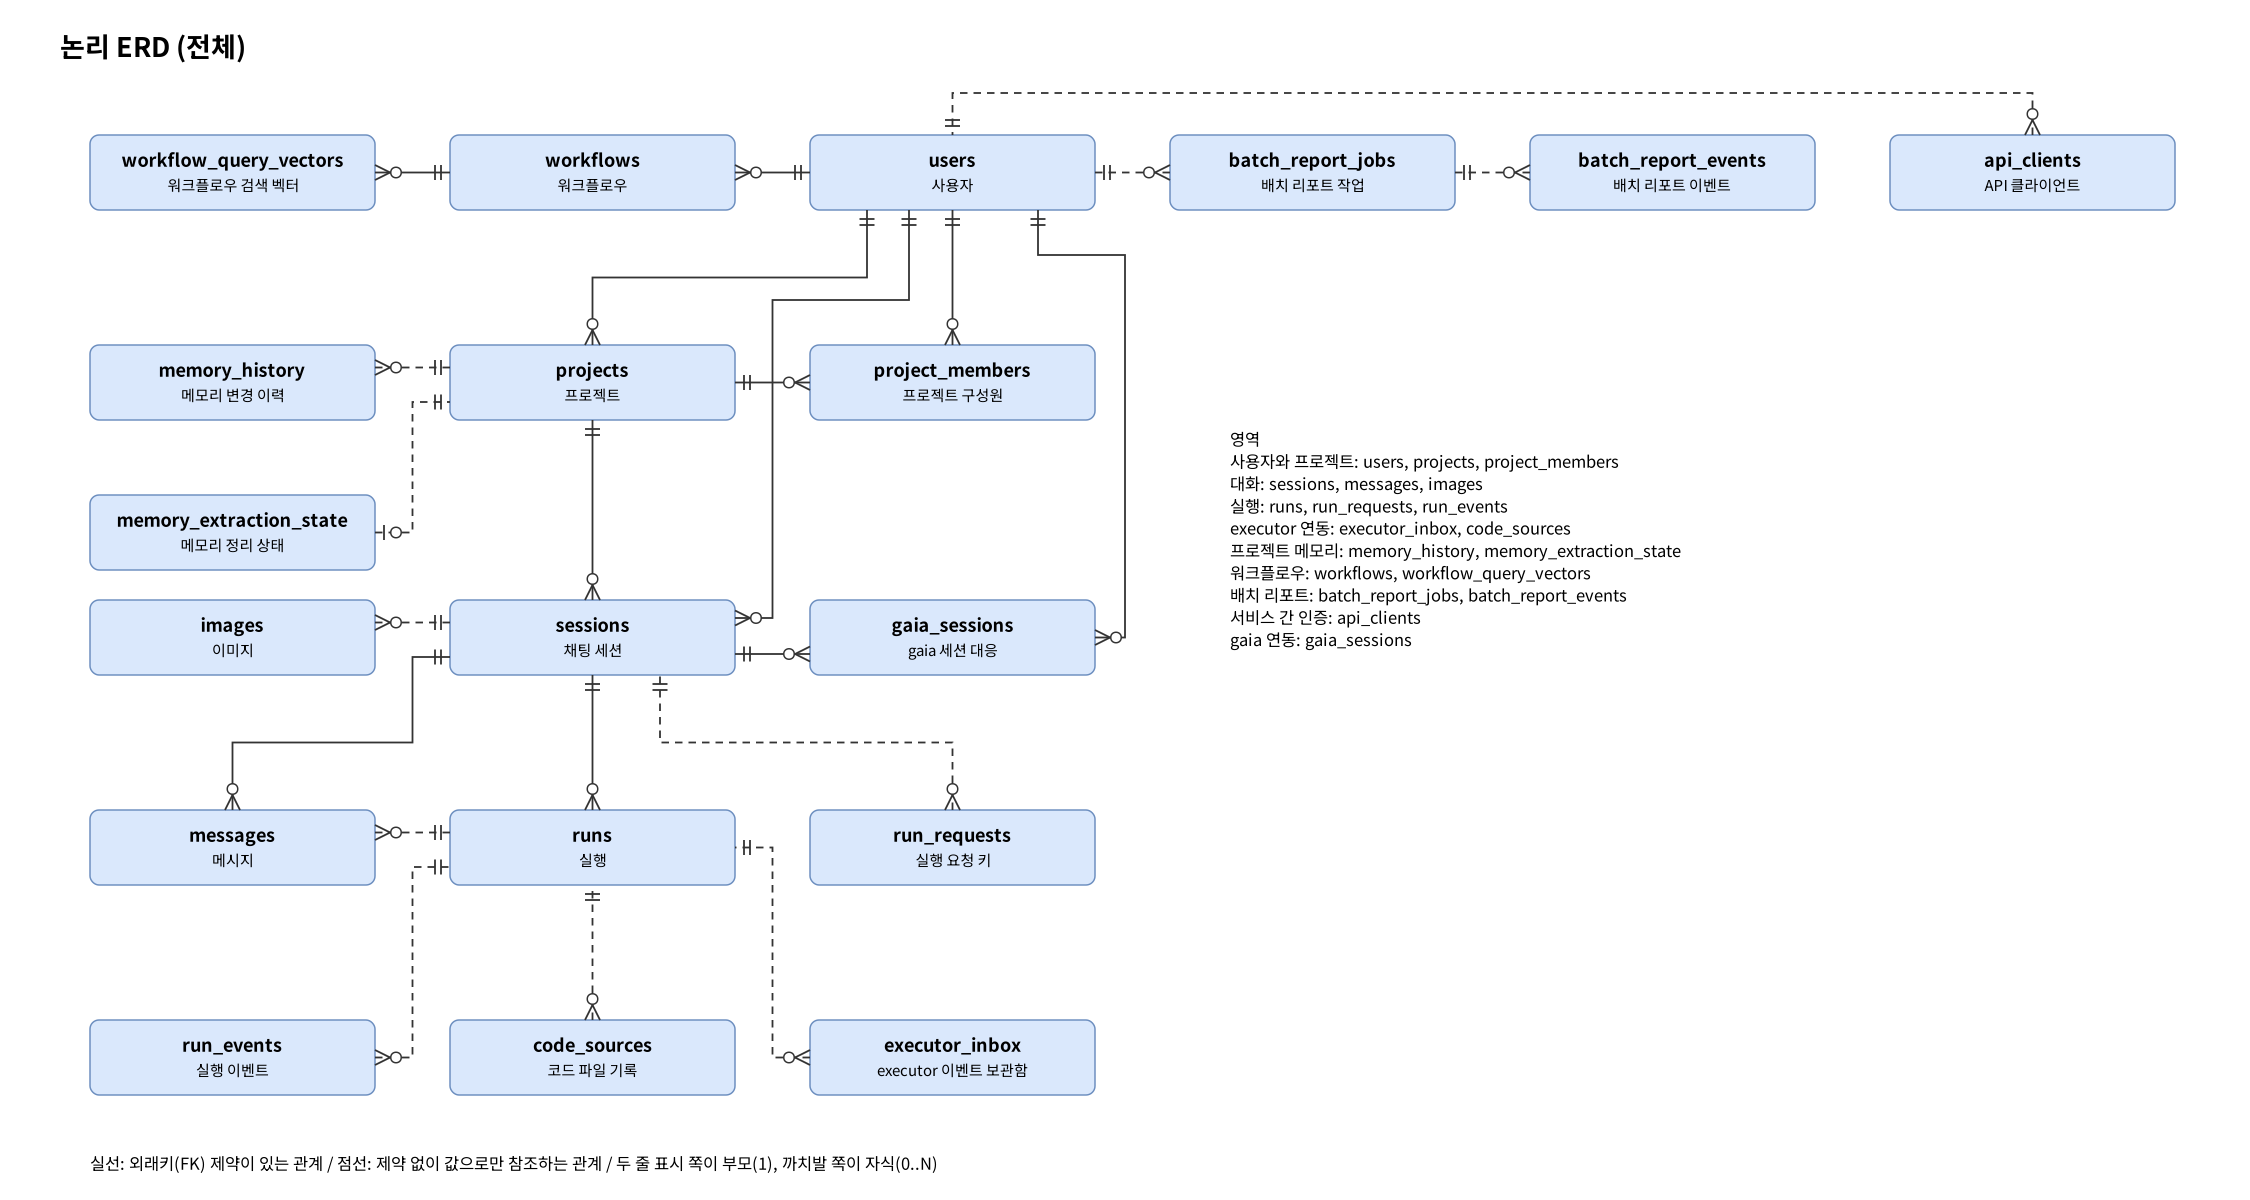 논리 ERD (전체)
workflow_query_vectors
워크플로우 검색 벡터
workflows
워크플로우
users
사용자
batch_report_jobs
배치 리포트 작업
batch_report_events
배치 리포트 이벤트
api_clients
API 클라이언트
memory_history
메모리 변경 이력
projects
프로젝트
project_members
프로젝트 구성원
memory_extraction_state
메모리 정리 상태
영역
사용자와 프로젝트: users, projects, project_members
대화: sessions, messages, images
실행: runs, run_requests, run_events
executor 연동: executor_inbox, code_sources
프로젝트 메모리: memory_history, memory_extraction_state
워크플로우: workflows, workflow_query_vectors
배치 리포트: batch_report_jobs, batch_report_events
서비스 간 인증: api_clients
gaia 연동: gaia_sessions
images
이미지
sessions
채팅 세션
gaia_sessions
gaia 세션 대응
messages
메시지
runs
실행
run_requests
실행 요청 키
run_events
실행 이벤트
code_sources
코드 파일 기록
executor_inbox
executor 이벤트 보관함
실선: 외래키(FK) 제약이 있는 관계 / 점선: 제약 없이 값으로만 참조하는 관계 / 두 줄 표시 쪽이 부모(1), 까치발 쪽이 자식(0..N)